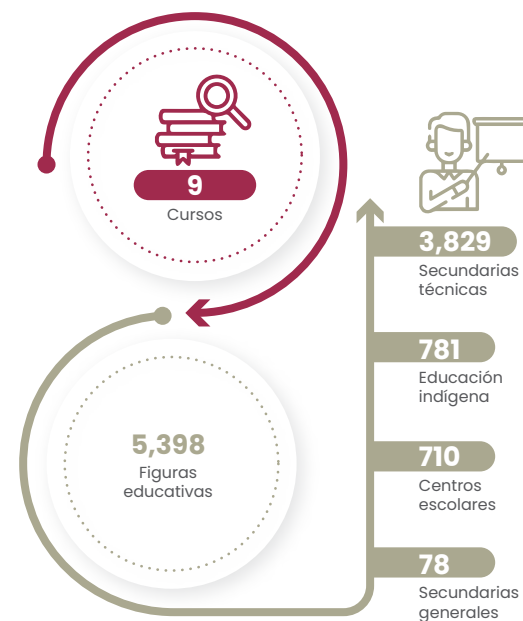 9
Cursos
5,398
Figuras
educativas
3,829
Secundarias
técnicas
781
Educación
indígena
710
Centros
escolares
78
Secundarias
generales